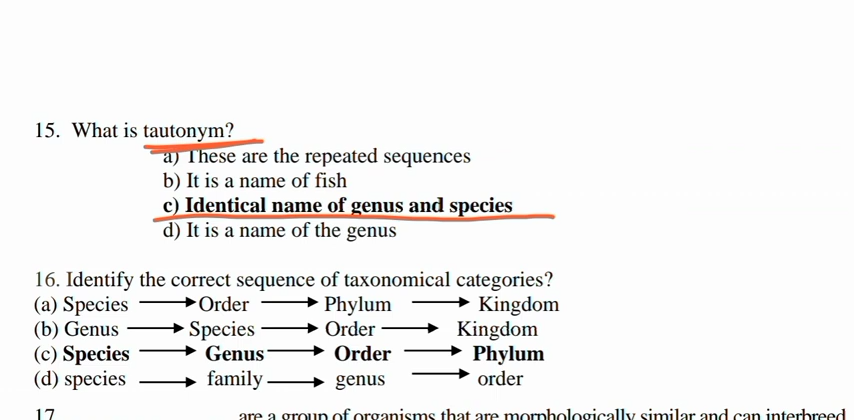 15. What is tautonym?
a) These are the repeated sequences
b) It is a name of fish
c) Identical name of genus and species
d) It is a name of the genus
16. Identify the correct sequence of taxonomical categories?
(a) Species → Order → Phylum → Kingdom
(b) Genus → Species → Order → Kingdom
(c) Species → Genus → Order → Phylum
(d) species → family → genus → order
17 are a group of organisms that are morphologically similar and can interbreed